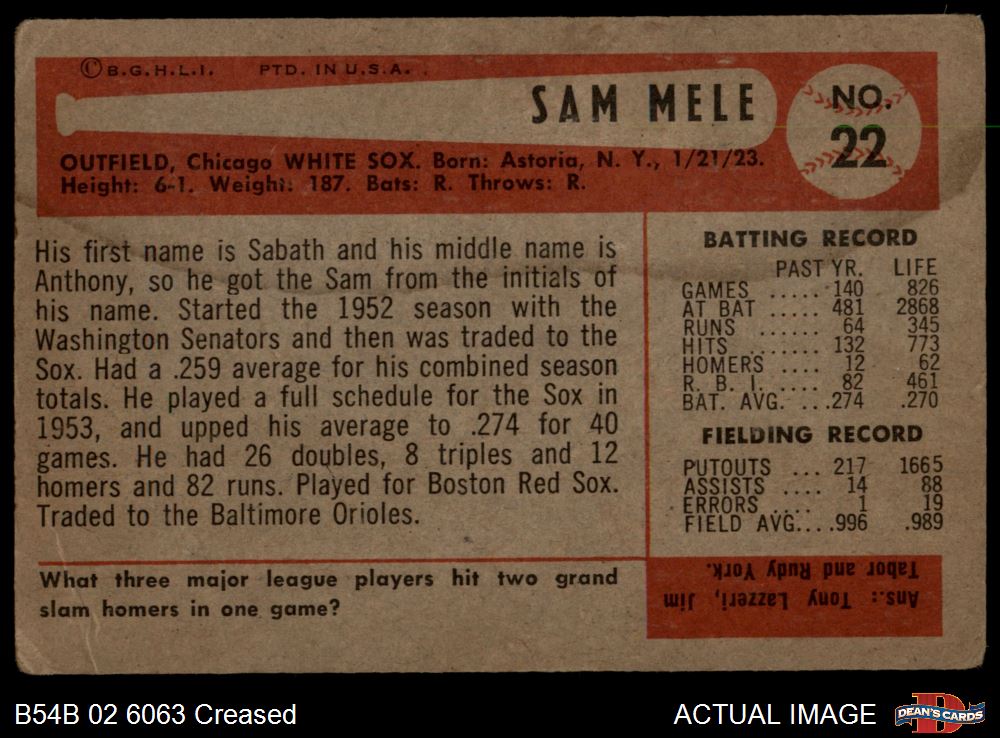 ©B.G.H.L.I. PTD. IN U.S.A.
SAM MELE
NO.
22
OUTFIELD, Chicago WHITE SOX. Born: Astoria, N. Y., 1/21/23.
Height: 6-1. Weight: 187. Bats: R. Throws: R.
His first name is Sabath and his middle name is
Anthony, so he got the Sam from the initials of
his name. Started the 1952 season with the
Washington Senators and then was traded to the
Sox. Had a .259 average for his combined season
totals. He played a full schedule for the Sox in
1953, and upped his average to .274 for 40
games. He had 26 doubles, 8 triples and 12
homers and 82 runs. Played for Boston Red Sox.
Traded to the Baltimore Orioles.
BATTING RECORD
PAST YR. LIFE
GAMES ..... 140 826
AT BAT ..... 481 2868
RUNS ...... 64 345
HITS ....... 132 773
HOMERS .... 12 62
R. B. I. .... 82 461
BAT. AVG. ...274 .270
FIELDING RECORD
PUTOUTS ... 217 1665
ASSISTS .... 14 88
ERRORS .... 1 19
FIELD AVG....996 .989
What three major league players hit two grand
slam homers in one game?
Ans.: Tony Lazzeri, Jim
Tabor and Rudy York.
B54B 02 6063 Creased
ACTUAL IMAGE
D
DEAN'S CARDS